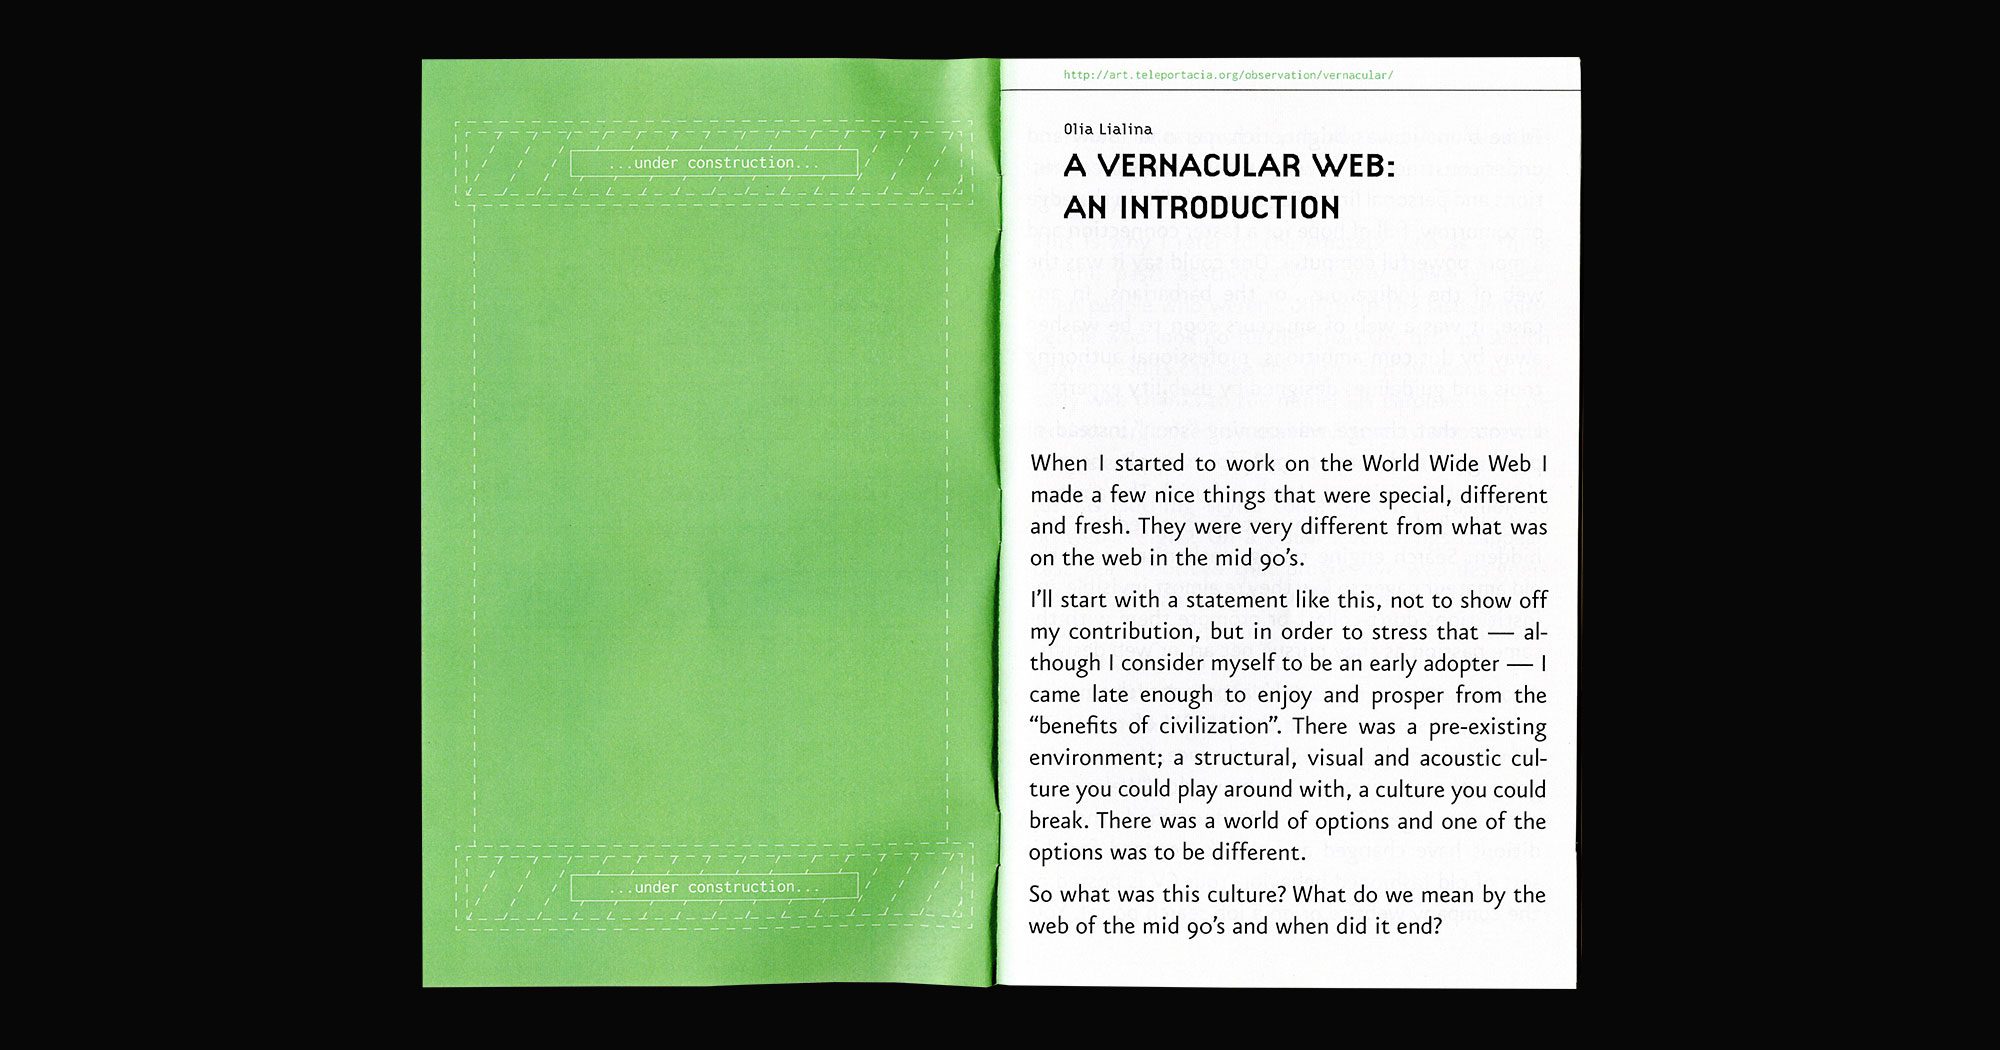 ...under construction...
...under construction...
http://art.teleportacia.org/observation/vernacular/
Olia Lialina
A VERNACULAR WEB:
AN INTRODUCTION
When I started to work on the World Wide Web I
made a few nice things that were special, different
and fresh. They were very different from what was
on the web in the mid 90’s.
I’ll start with a statement like this, not to show off
my contribution, but in order to stress that — al-
though I consider myself to be an early adopter — I
came late enough to enjoy and prosper from the
“benefits of civilization”. There was a pre-existing
environment; a structural, visual and acoustic cul-
ture you could play around with, a culture you could
break. There was a world of options and one of the
options was to be different.
So what was this culture? What do we mean by the
web of the mid 90’s and when did it end?